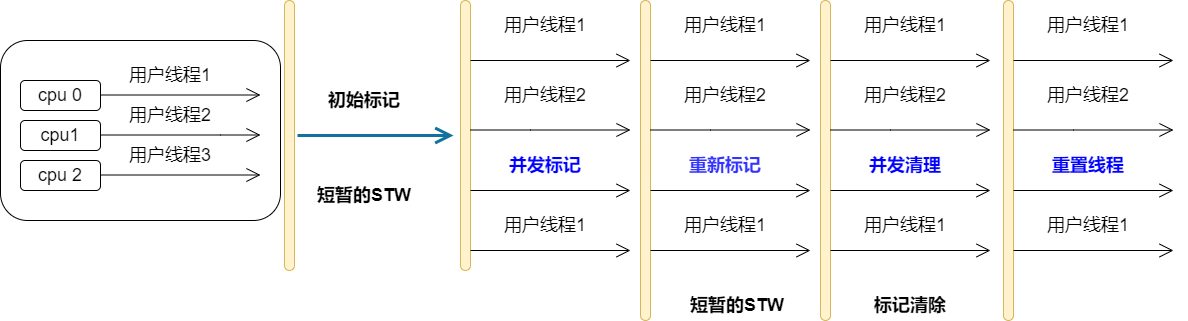 cpu 0
用户线程1
cpu1
用户线程2
cpu 2
用户线程3
初始标记
短暂的STW
用户线程1
用户线程2
并发标记
用户线程1
用户线程1
用户线程2
重新标记
用户线程1
短暂的STW
用户线程1
用户线程2
并发清理
用户线程1
标记清除
用户线程1
用户线程2
重置线程
用户线程1